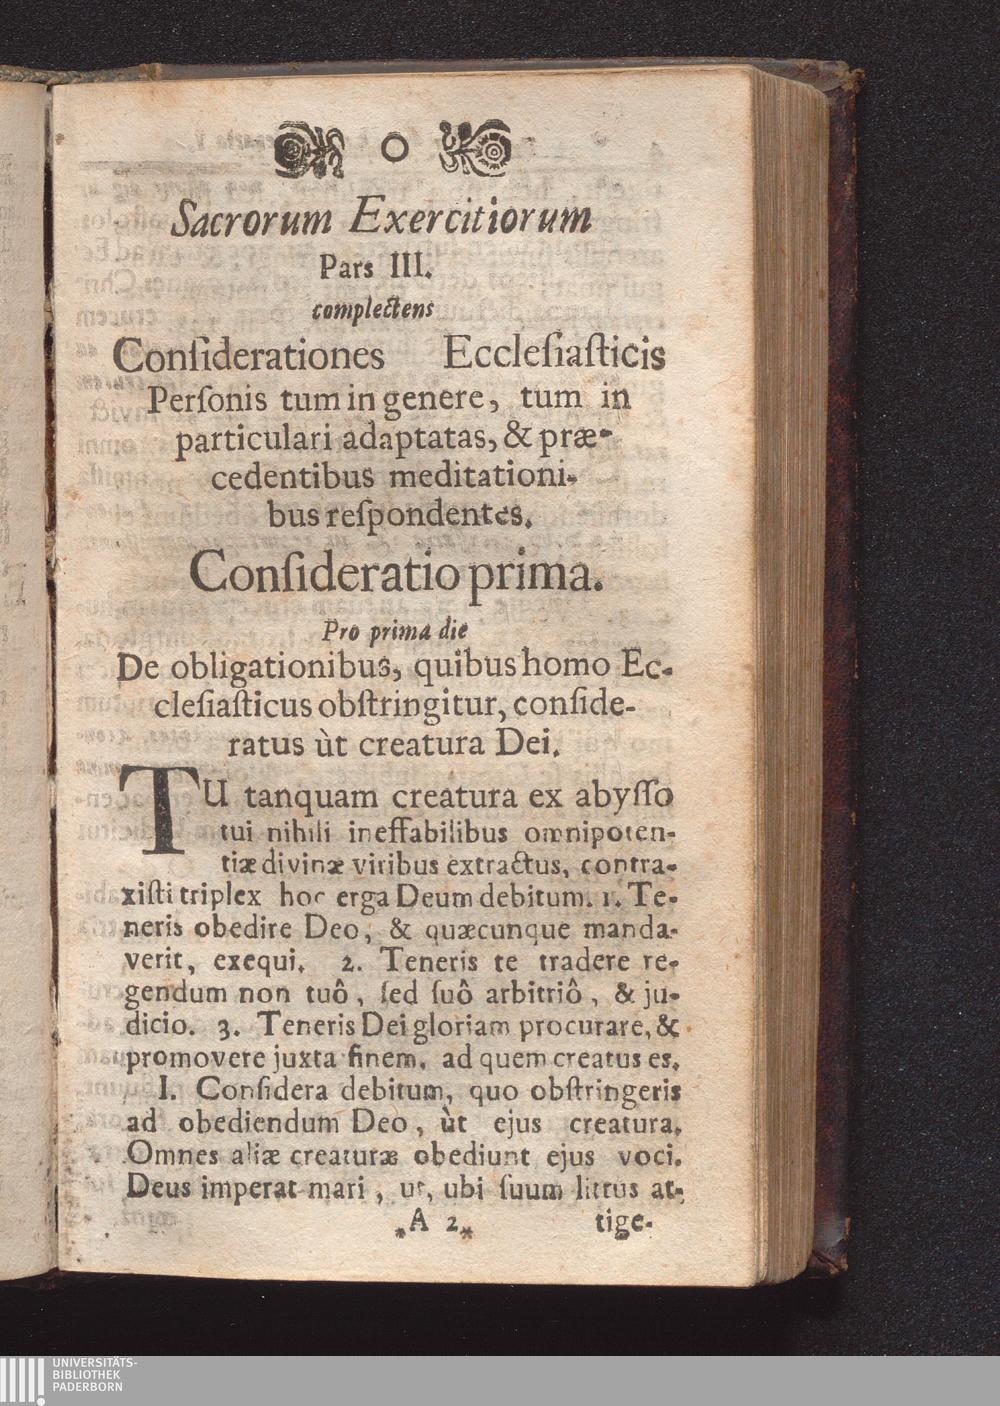 O
Sacrorum Exercitiorum
Pars III.
complectens
Conſiderationes Eccleſiaſticis
Perſonis tum in genere, tum in
particulari adaptatas, & præ-
cedentibus meditationi-
bus reſpondentes.
Conſideratio prima.
Pro prima die
De obligationibus, quibus homo Ec-
cleſiaſticus obſtringitur, conſide-
ratus ùt creatura Dei.
TU tanquam creatura ex abyſſo
tui nihili ineffabilibus omnipoten-
tiæ divinæ viribus extractus, contra-
xiſti triplex hoc erga Deum debitum. 1. Te-
neris obedire Deo, & quæcunque manda-
verit, exequi. 2. Teneris te tradere re-
gendum non tuô, ſed ſuô arbitriô, & ju-
dicio. 3. Teneris Dei gloriam procurare, &
promovere juxta finem, ad quem creatus es.
I. Conſidera debitum, quo obſtringeris
ad obediendum Deo, ùt ejus creatura.
Omnes aliæ creaturæ obediunt ejus voci.
Deus imperat mari, ut, ubi ſuum littus at-
*A 2*
tige-
UNIVERSITÄTS-
BIBLIOTHEK
PADERBORN